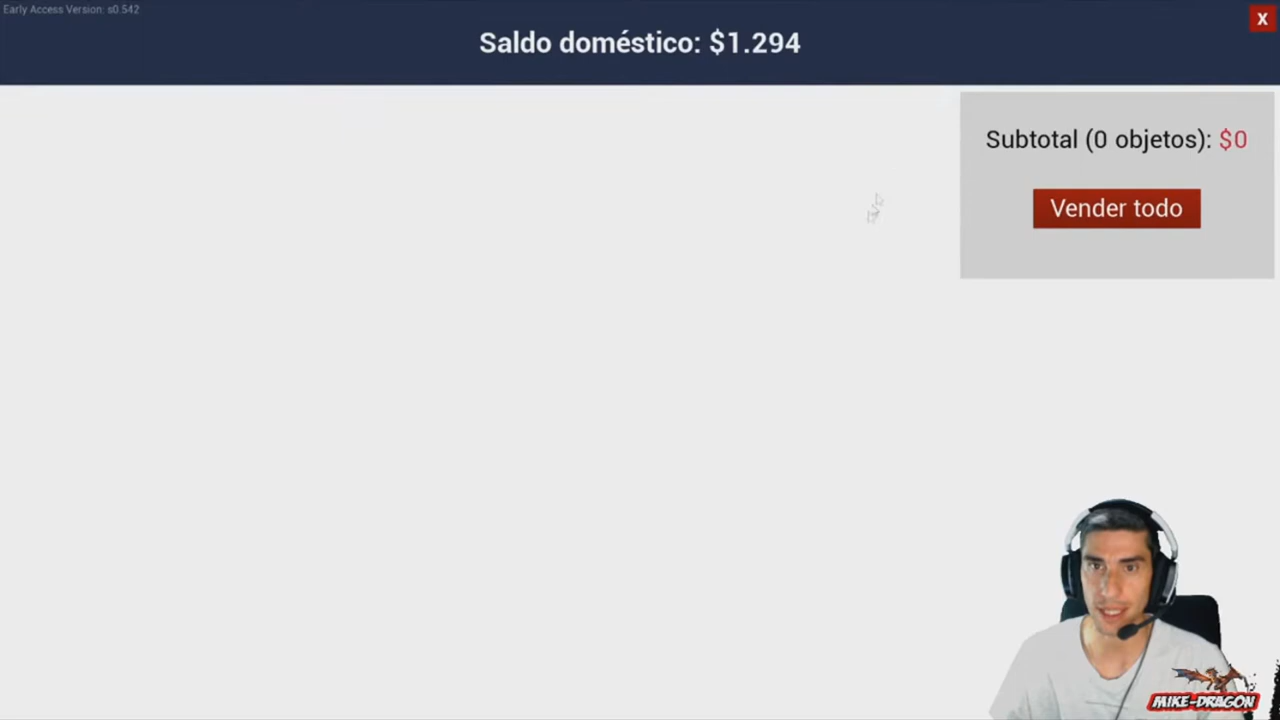 Early Access Version: s0.542
Saldo doméstico: $1.294
X
Subtotal (0 objetos): $0
Vender todo
MIKE-DRAGON